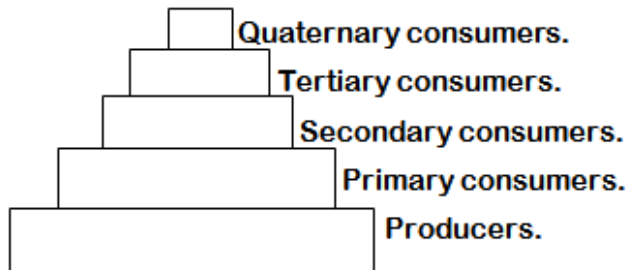 Quaternary consumers.
Tertiary consumers.
Secondary consumers.
Primary consumers.
Producers.